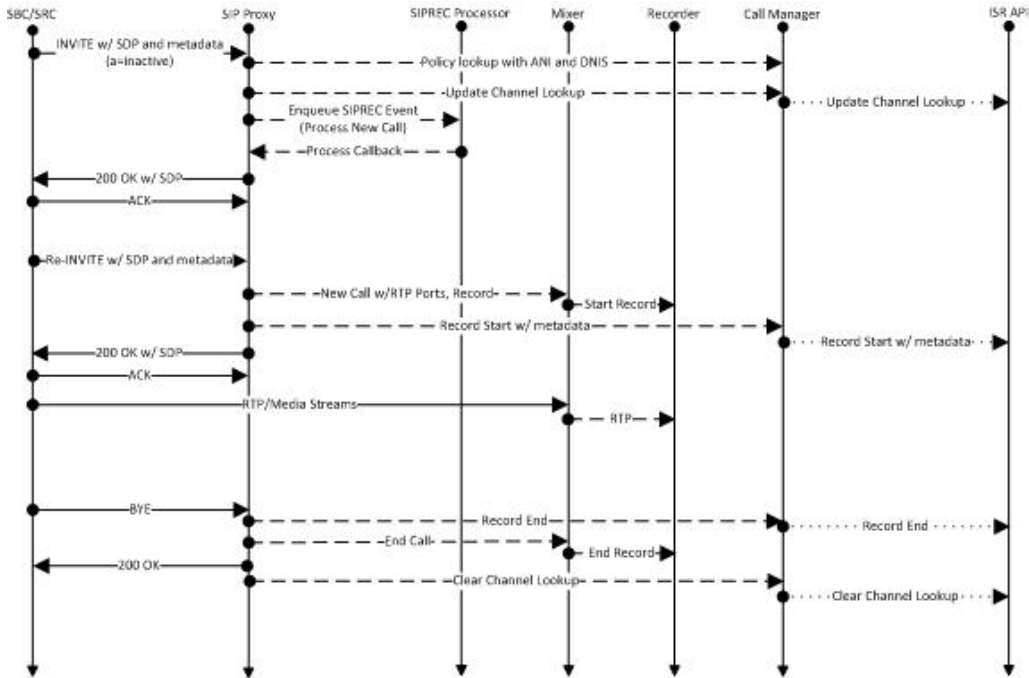 SBC/SRC
SIP Proxy
SIPREC Processor
Mixer
Recorder
Call Manager
ISR API
INVITE w/ SDP and metadata
(a=inactive)
Policy lookup with ANI and DNIS
Update Channel Lookup
Update Channel Lookup
Enqueue SIPREC Event
(Process New Call)
Process Callback
200 OK w/ SDP
ACK
Re-INVITE w/ SDP and metadata
New Call w/RTP Ports, Record
Start Record
Record Start w/ metadata
Record Start w/ metadata
200 OK w/ SDP
ACK
RTP/Media Streams
RTP
BYE
Record End
Record End
End Call
End Record
200 OK
Clear Channel Lookup
Clear Channel Lookup